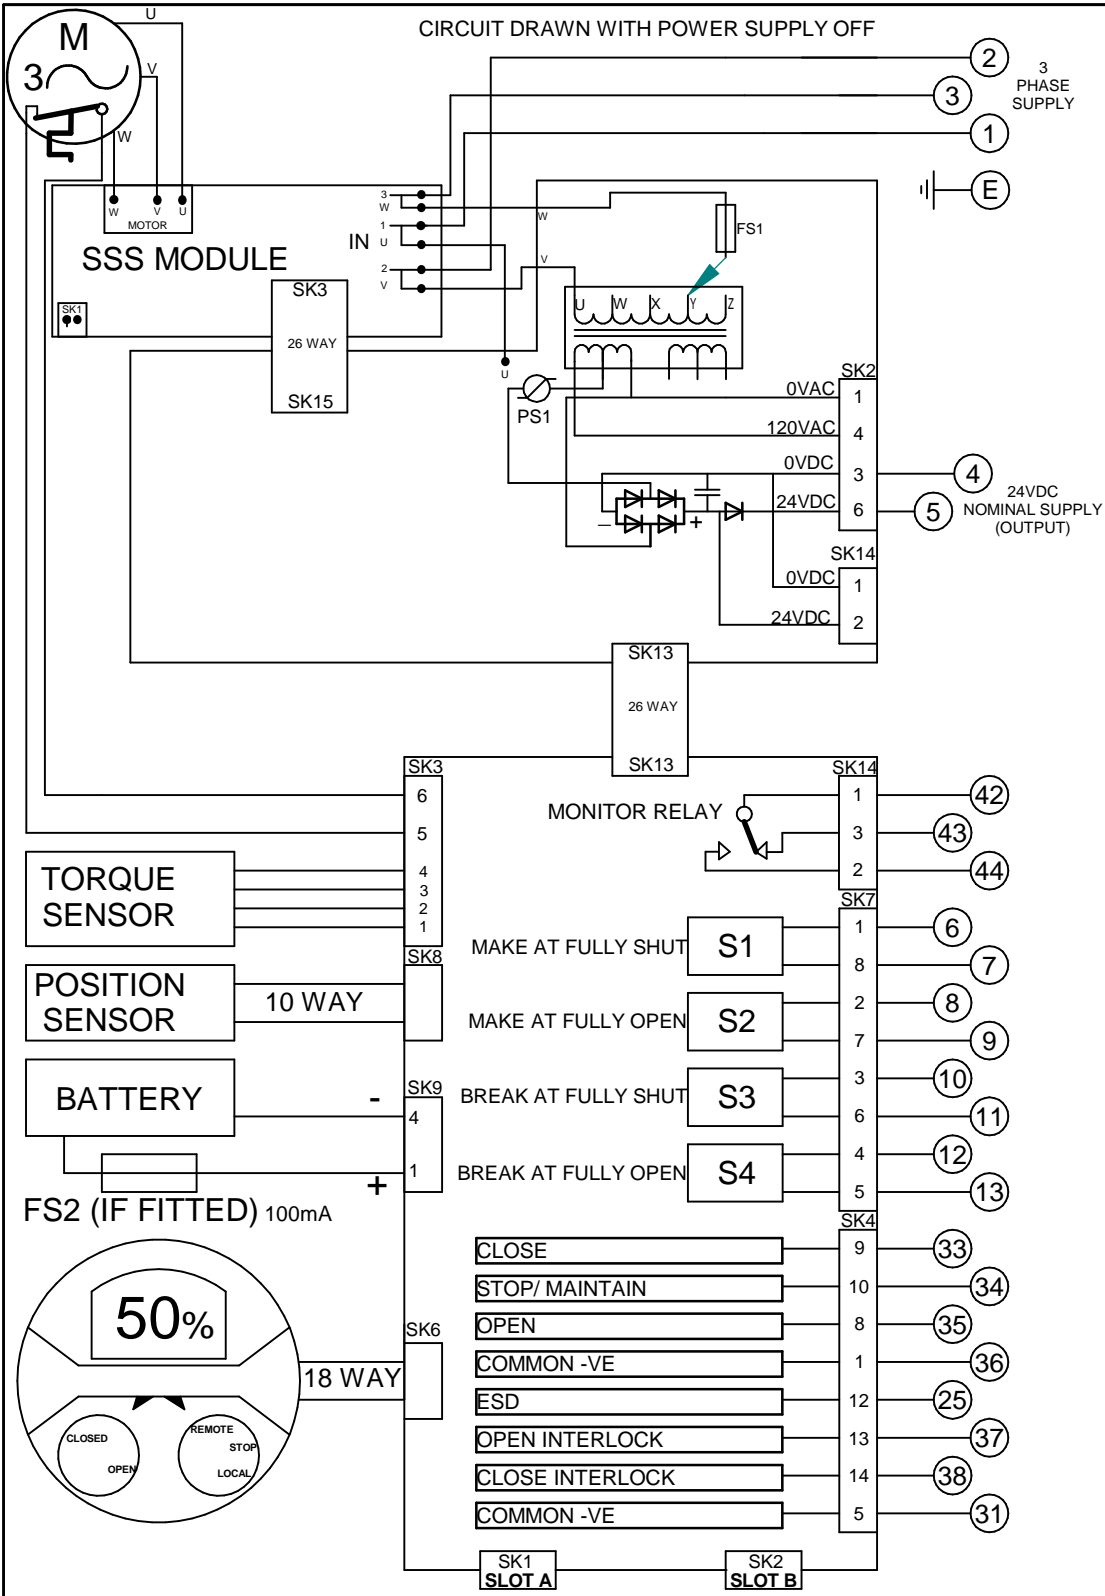 CIRCUIT DRAWN WITH POWER SUPPLY OFF
U
M
3
V
W
2
3
PHASE
SUPPLY
3
1
E
W V U
MOTOR
SSS MODULE
3
W
1
IN U
2
V
W
FS1
V
SK1
SK3
26 WAY
SK15
U W X Y Z
U
PS1
SK2
0VAC 1
120VAC 4
0VDC 3 4
24VDC 6 5
24VDC
NOMINAL SUPPLY
(OUTPUT)
– +
SK14
0VDC 1
24VDC 2
SK13
26 WAY
SK13
SK3
6
5
4
3
2
1
TORQUE
SENSOR
MONITOR RELAY
SK14
1 42
3 43
2 44
SK7
MAKE AT FULLY SHUT S1 1 6
8 7
MAKE AT FULLY OPEN S2 2 8
7 9
BREAK AT FULLY SHUT S3 3 10
6 11
BREAK AT FULLY OPEN S4 4 12
5 13
SK8
POSITION
SENSOR
10 WAY
SK9
BATTERY - 4
1
+
FS2 (IF FITTED) 100mA
SK4
CLOSE 9 33
STOP/ MAINTAIN 10 34
OPEN 8 35
COMMON -VE 1 36
ESD 12 25
OPEN INTERLOCK 13 37
CLOSE INTERLOCK 14 38
COMMON -VE 5 31
50%
SK6
18 WAY
CLOSED
OPEN
REMOTE
STOP
LOCAL
SK1
SLOT A
SK2
SLOT B